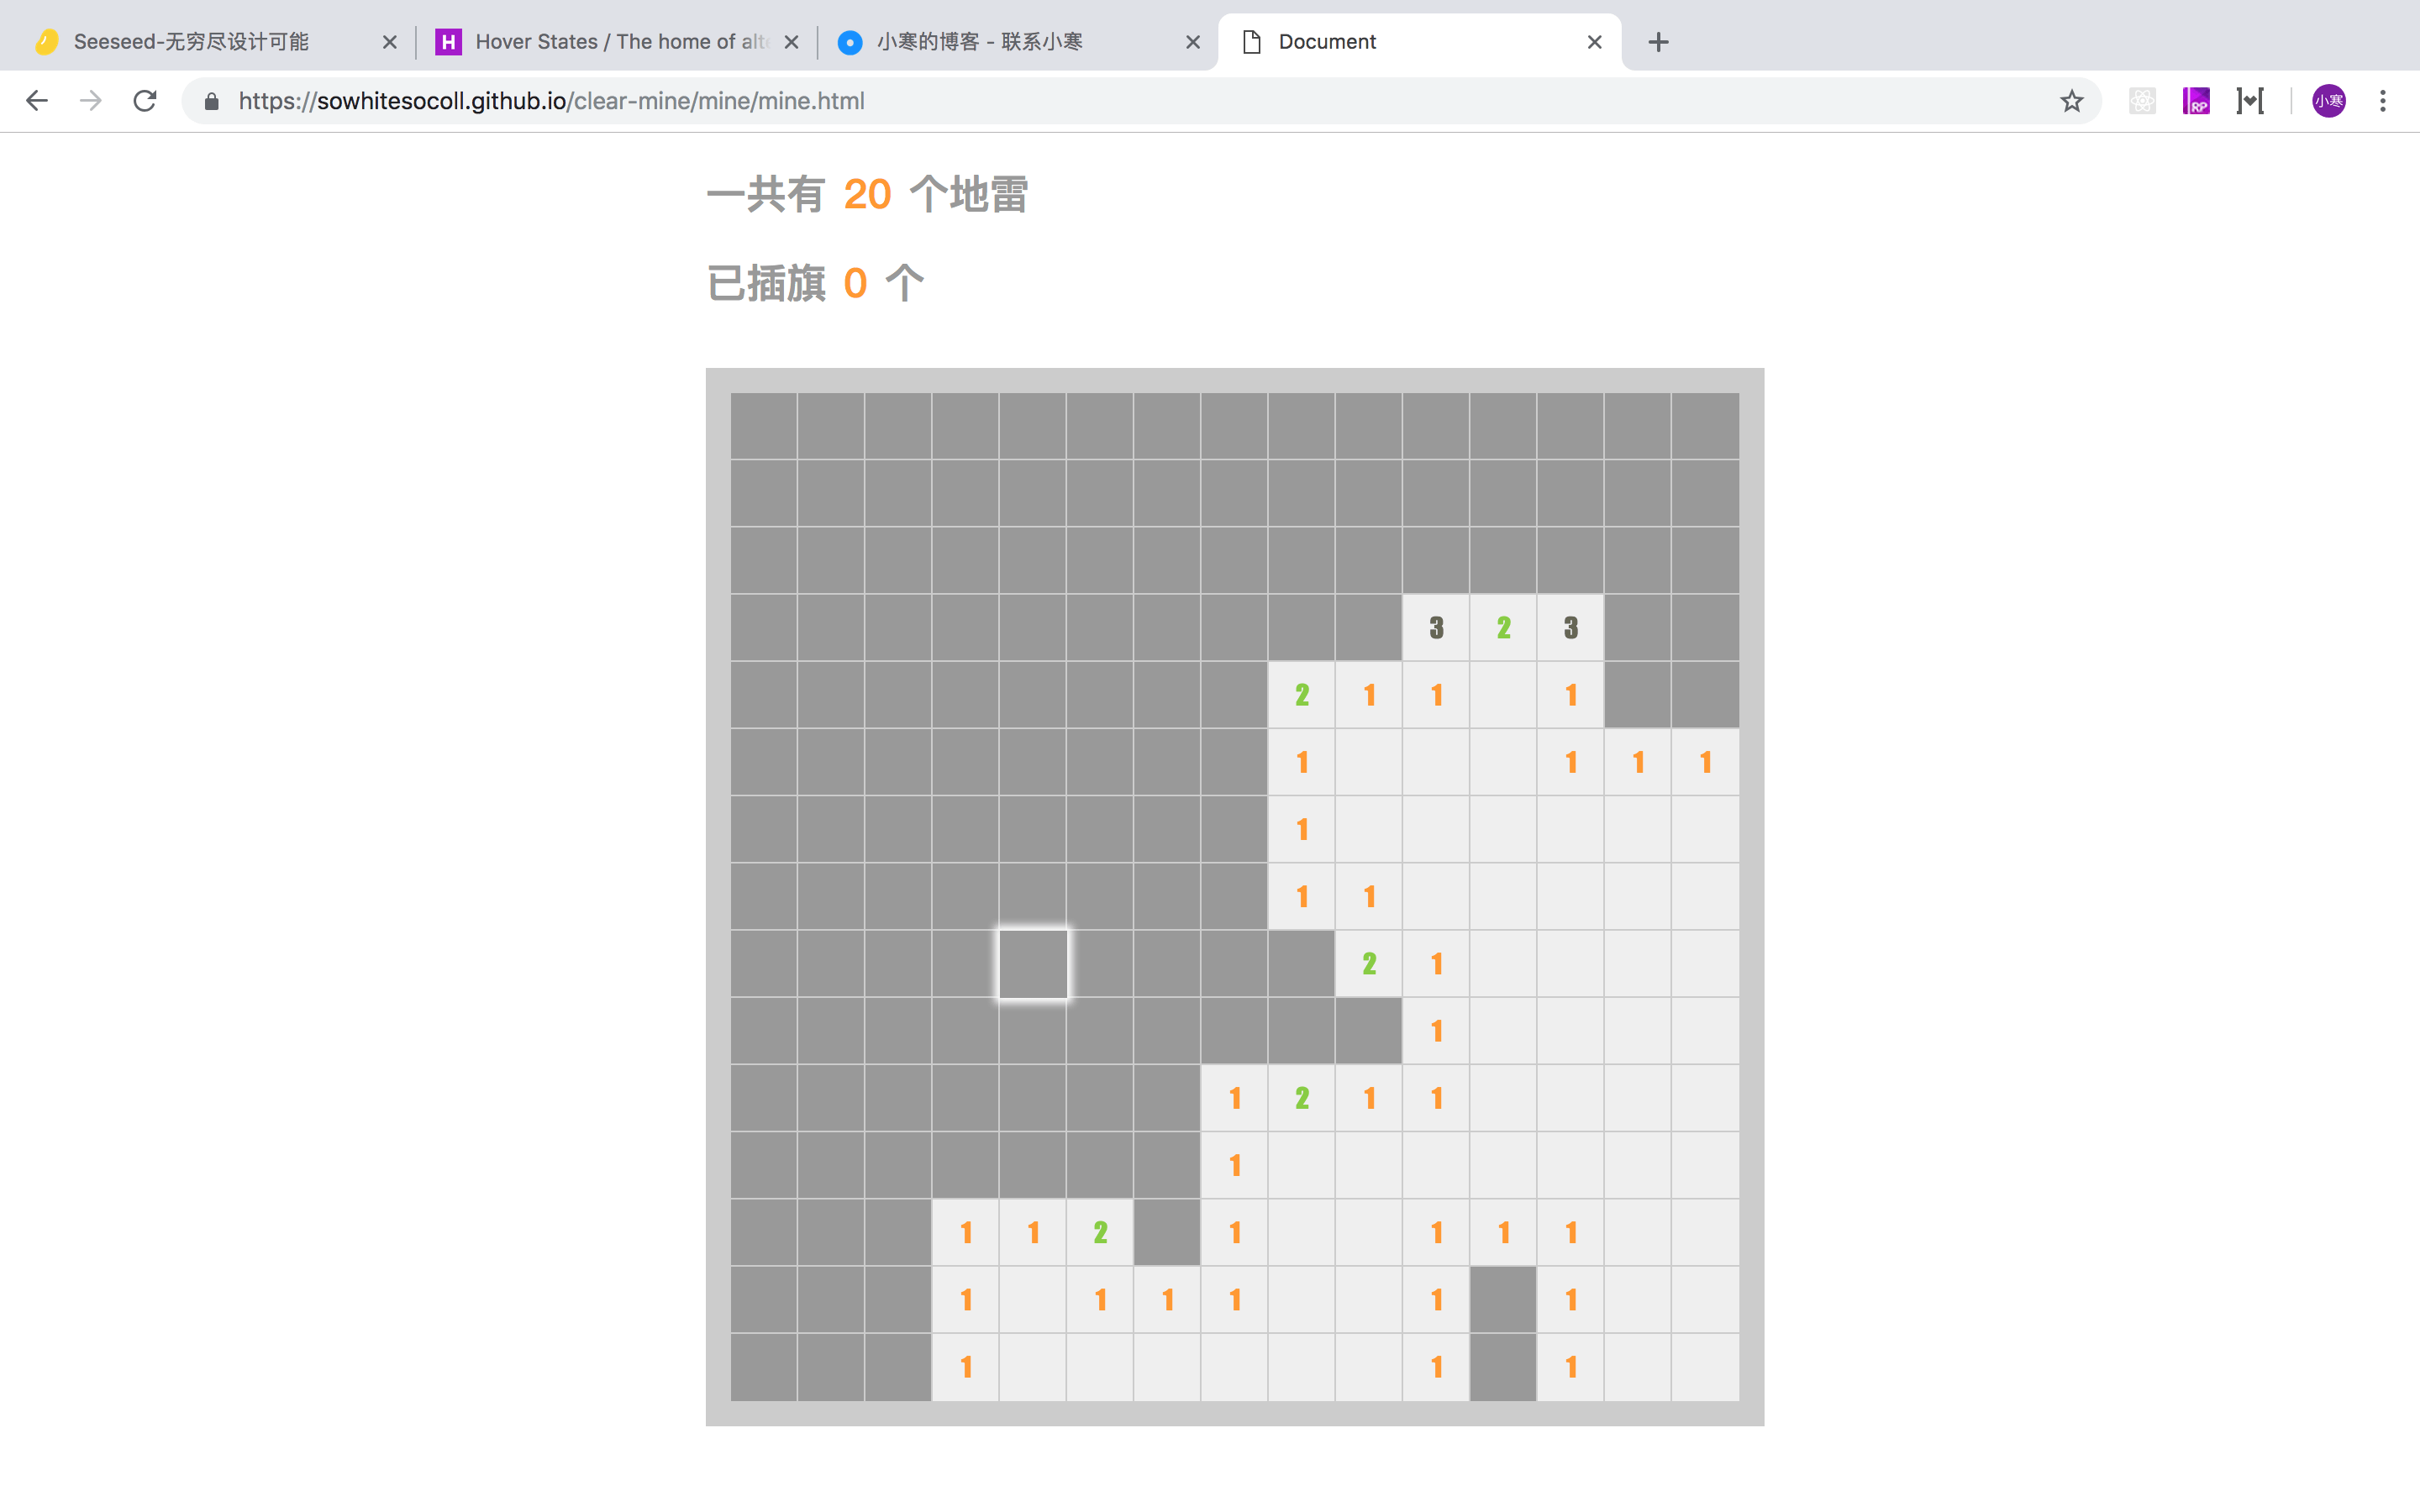 Seeseed-无穷尽设计可能
H Hover States / The home of alt
小寒的博客 - 联系小寒
Document
https://sowhitesocoll.github.io/clear-mine/mine/mine.html
RP
小寒
一共有 20 个地雷
已插旗 0 个
3 2 3
2 1 1 1
1 1 1 1
1
1 1
2 1
1
1 2 1 1
1
1 1 2 1 1 1 1
1 1 1 1 1 1
1 1 1